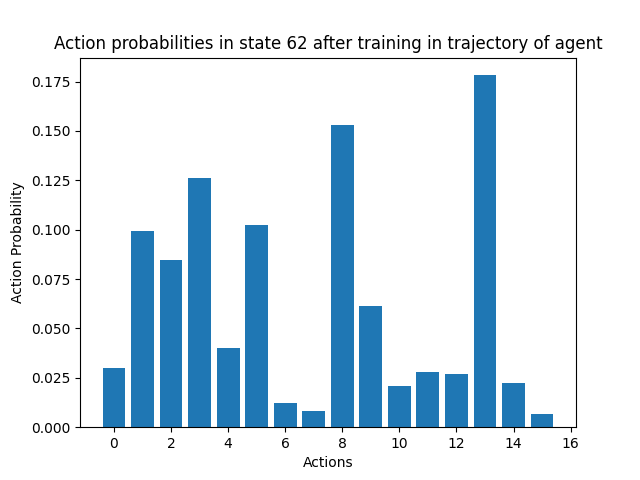 Action probabilities in state 62 after training in trajectory of agent
0.175
0.150
0.125
0.100
0.075
0.050
0.025
0.000
Action Probability
0 2 4 6 8 10 12 14 16
Actions